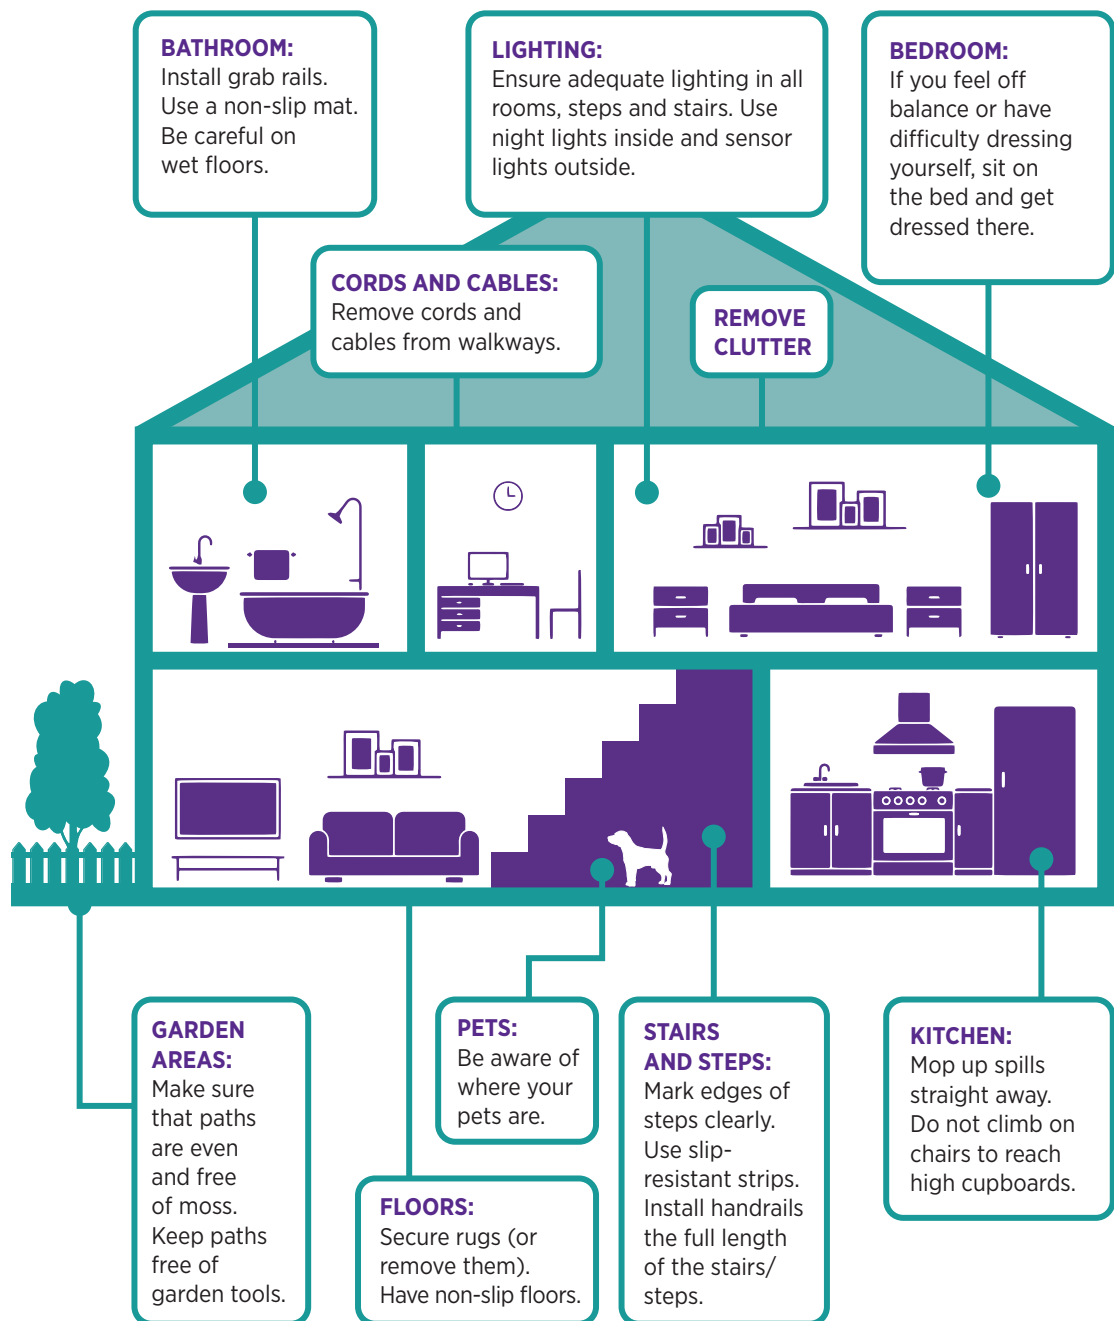 BATHROOM:
Install grab rails.
Use a non-slip mat.
Be careful on
wet floors.
LIGHTING:
Ensure adequate lighting in all
rooms, steps and stairs. Use
night lights inside and sensor
lights outside.
BEDROOM:
If you feel off
balance or have
difficulty dressing
yourself, sit on
the bed and get
dressed there.
CORDS AND CABLES:
Remove cords and
cables from walkways.
REMOVE
CLUTTER
GARDEN
AREAS:
Make sure
that paths
are even
and free
of moss.
Keep paths
free of
garden tools.
FLOORS:
Secure rugs (or
remove them).
Have non-slip floors.
PETS:
Be aware of
where your
pets are.
STAIRS
AND STEPS:
Mark edges of
steps clearly.
Use slip-
resistant strips.
Install handrails
the full length
of the stairs/
steps.
KITCHEN:
Mop up spills
straight away.
Do not climb on
chairs to reach
high cupboards.